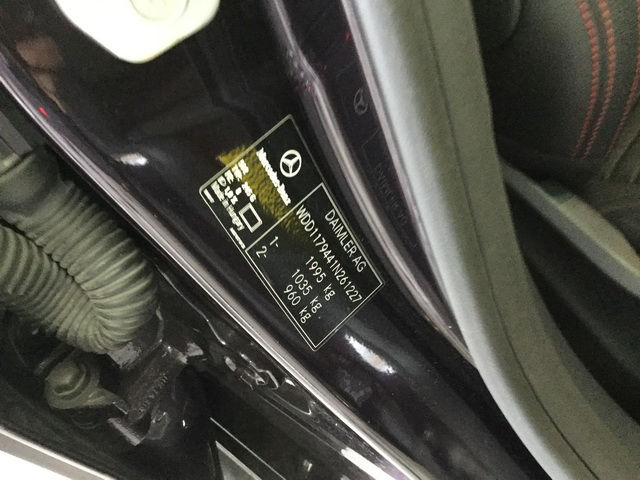 Mercedes-Benz
DAIMLER AG
WDD1179441N261227
1995 kg
1- 1035 kg
2- 960 kg